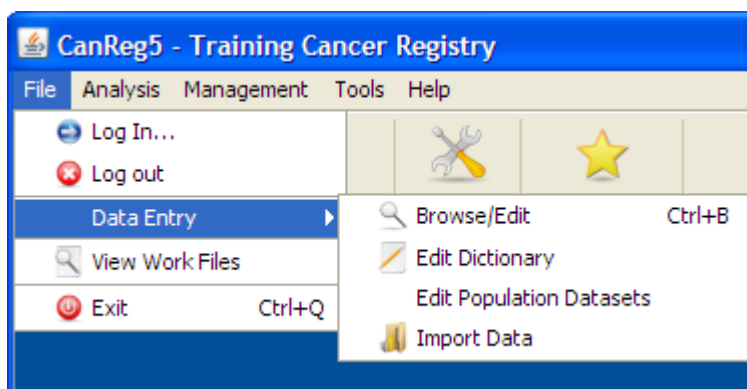 CanReg5 - Training Cancer Registry
File Analysis Management Tools Help
Log In...
Log out
Data Entry
View Work Files
Exit Ctrl+Q
Browse/Edit Ctrl+B
Edit Dictionary
Edit Population Datasets
Import Data